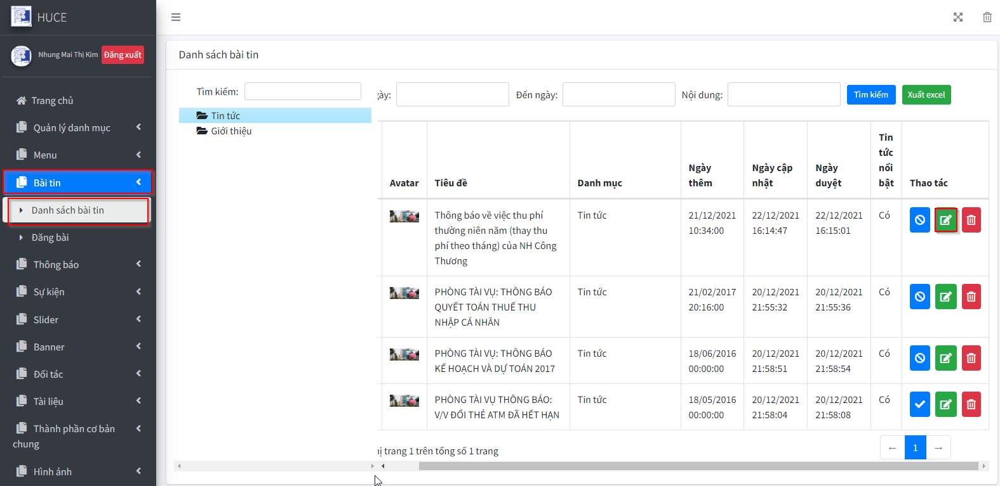 HUCE
Nhung Mai Thị Kim
Đăng xuất
Trang chủ
Quản lý danh mục
Menu
Bài tin
Danh sách bài tin
Đăng bài
Thông báo
Sự kiện
Slider
Banner
Đối tác
Tài liệu
Thành phần cơ bản
chung
Hình ảnh
Danh sách bài tin
Tìm kiếm:
Tin tức
Giới thiệu
gày:
Đến ngày:
Nội dung:
Tìm kiếm
Xuất excel
Avatar
Tiêu đề
Danh mục
Ngày
thêm
Ngày cập
nhật
Ngày
duyệt
Tin
tức
nổi
bật
Thao tác
Thông báo về việc thu phí
thường niên năm (thay thu
phí theo tháng) của NH Công
Thương
Tin tức
21/12/2021
10:34:00
22/12/2021
16:14:47
22/12/2021
16:15:01
Có
PHÒNG TÀI VỤ: THÔNG BÁO
QUYẾT TOÁN THUẾ THU
NHẬP CÁ NHÂN
Tin tức
21/02/2017
20:16:00
20/12/2021
21:55:32
20/12/2021
21:55:36
Có
PHÒNG TÀI VỤ: THÔNG BÁO
KẾ HOẠCH VÀ DỰ TOÁN 2017
Tin tức
18/06/2016
00:00:00
20/12/2021
21:58:51
20/12/2021
21:58:54
Có
PHÒNG TÀI VỤ THÔNG BÁO:
V/V ĐỔI THẺ ATM ĐÃ HẾT HẠN
Tin tức
18/05/2016
00:00:00
20/12/2021
21:58:04
20/12/2021
21:58:08
Có
ị trang 1 trên tổng số 1 trang
← 1 →